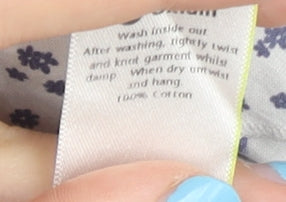 Wash inside out
After washing, tightly twist
and knot garment whilst
damp. When dry untwist
and hang.
100% Cotton